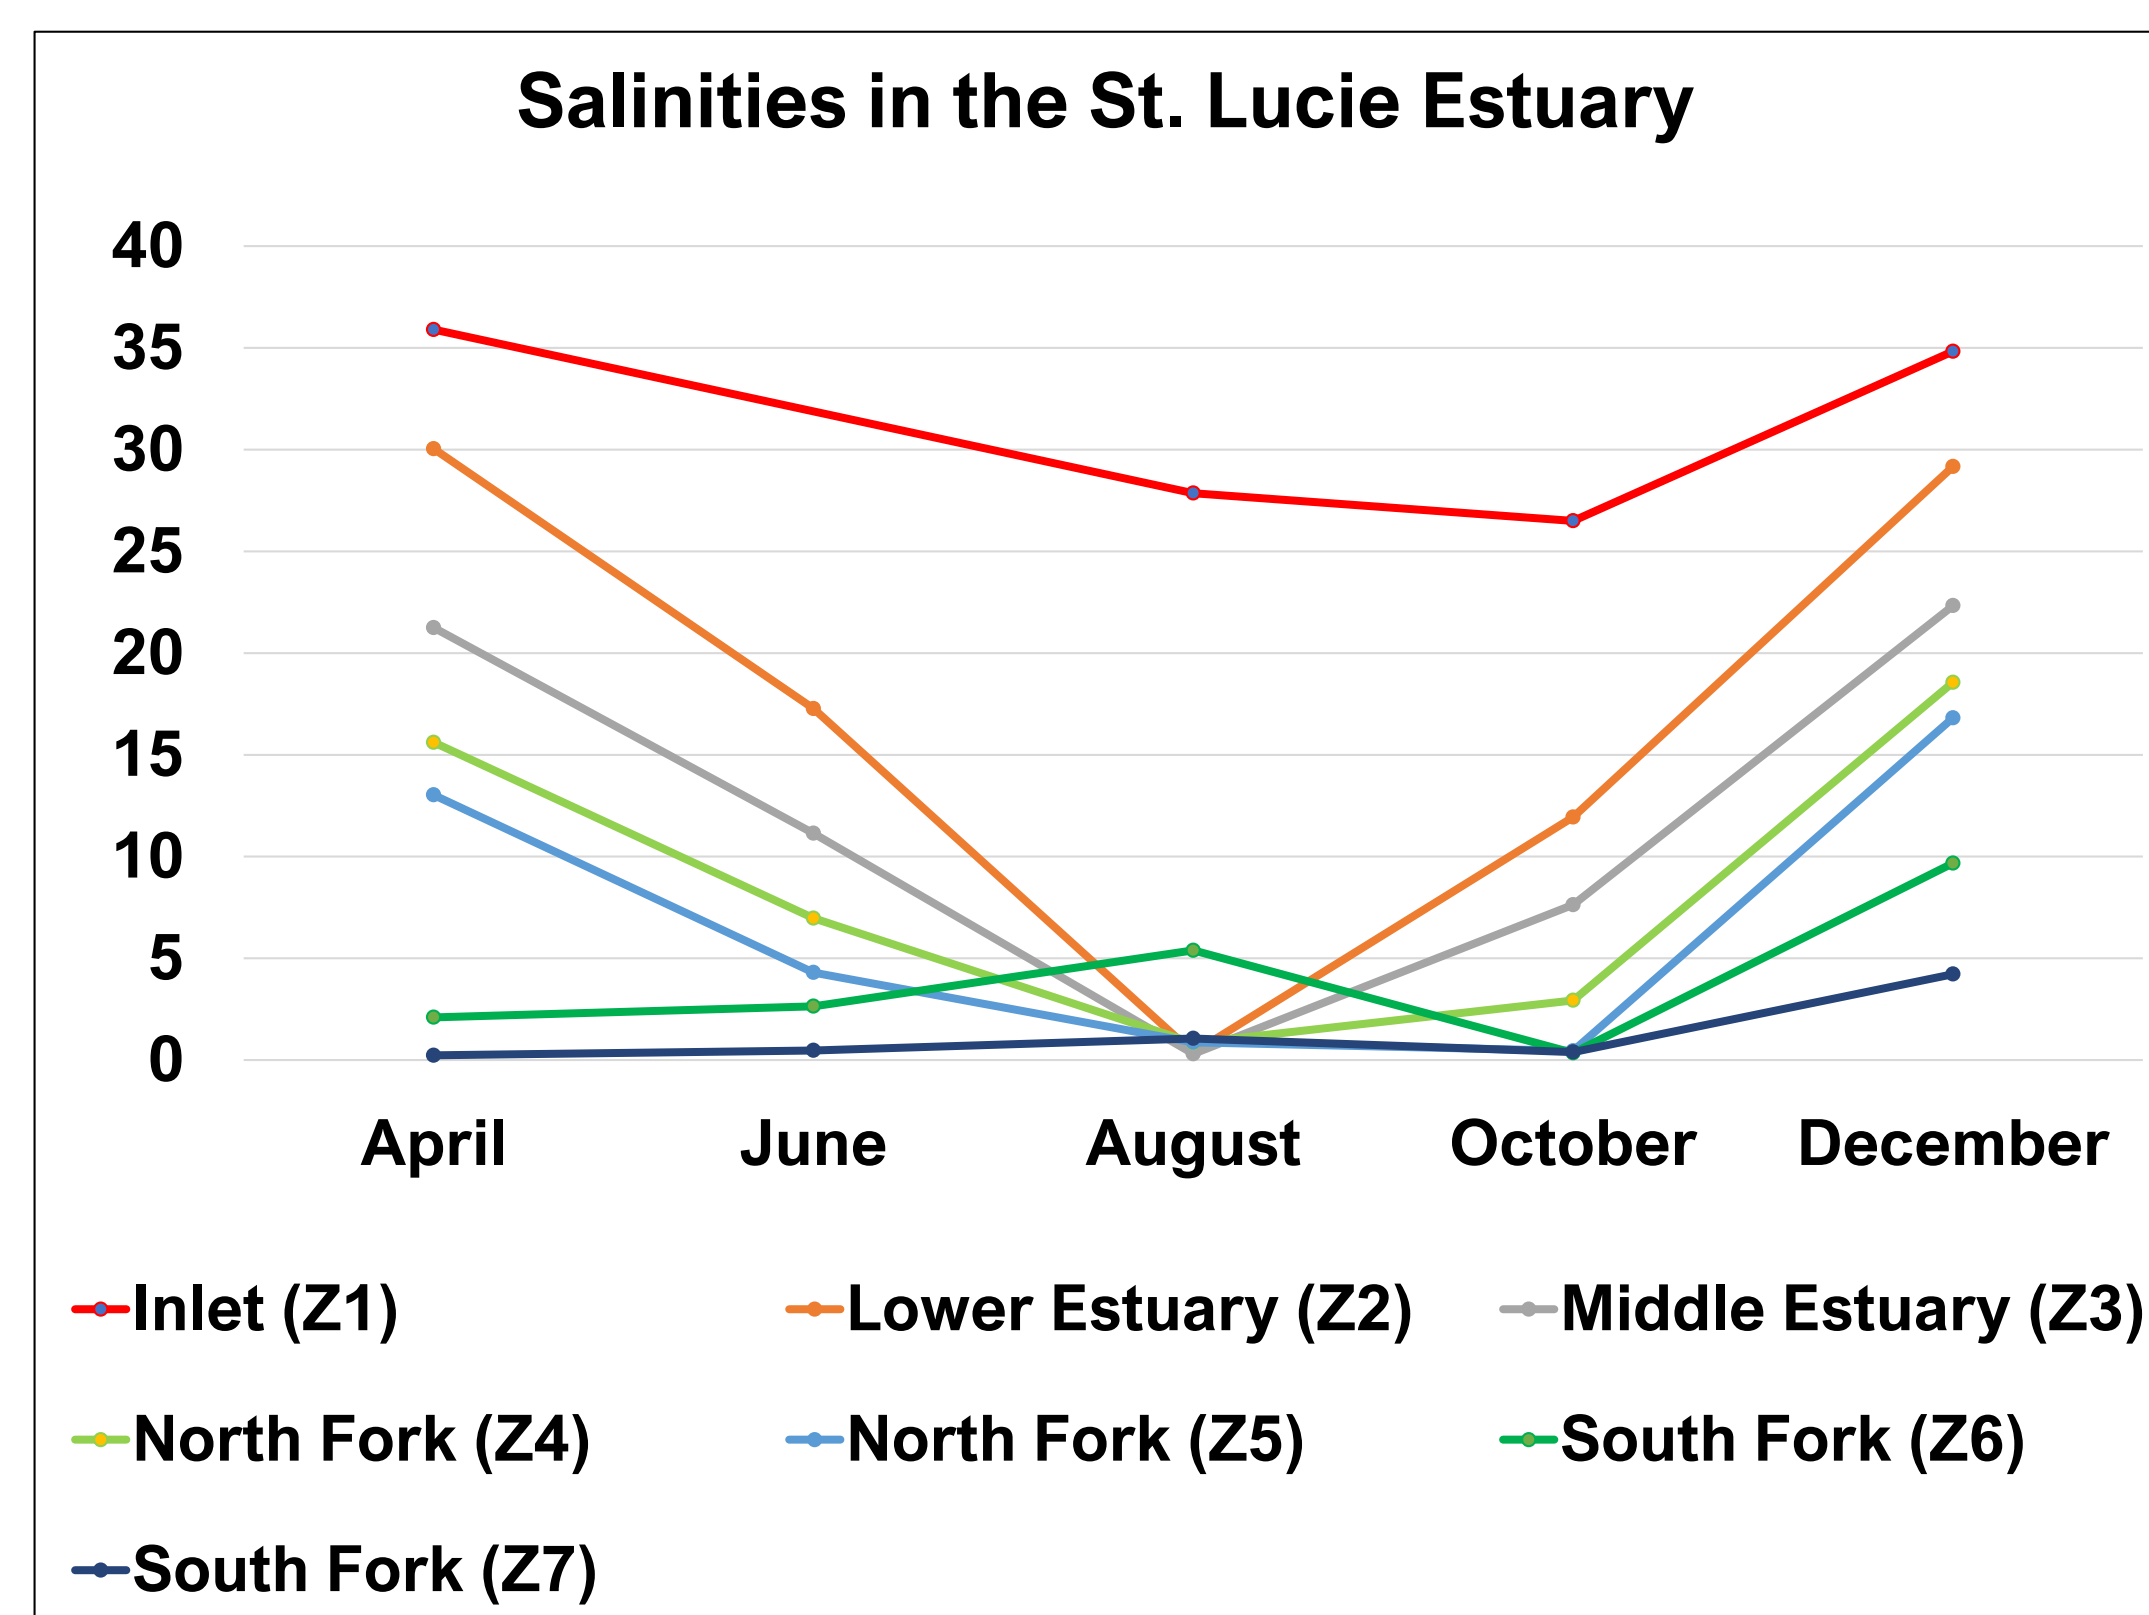 Salinities in the St. Lucie Estuary
40
35
30
25
20
15
10
5
0
April June August October December
Inlet (Z1) Lower Estuary (Z2) Middle Estuary (Z3)
North Fork (Z4) North Fork (Z5) South Fork (Z6)
South Fork (Z7)